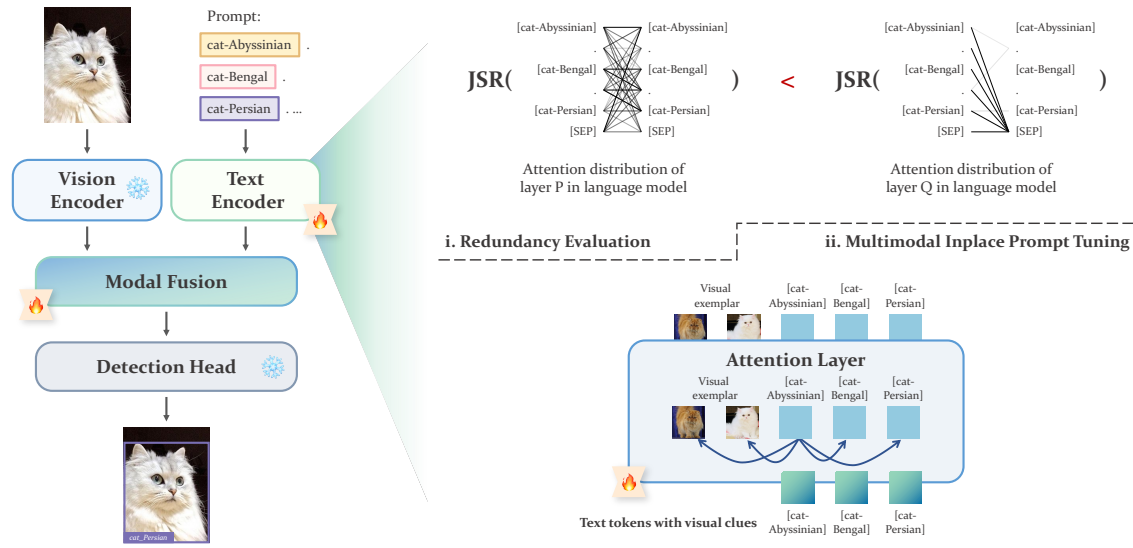 Prompt:
cat-Abyssinian .
cat-Bengal .
cat-Persian . ...
Vision
Encoder
Text
Encoder
Modal Fusion
Detection Head
cat_Persian
[cat-Abyssinian] [cat-Abyssinian]
. .
JSR( [cat-Bengal] [cat-Bengal] )
. .
[cat-Persian] [cat-Persian]
[SEP] [SEP]
Attention distribution of
layer P in language model
<
[cat-Abyssinian] [cat-Abyssinian]
. .
JSR( [cat-Bengal] [cat-Bengal] )
. .
[cat-Persian] [cat-Persian]
[SEP] [SEP]
Attention distribution of
layer Q in language model
i. Redundancy Evaluation
ii. Multimodal Inplace Prompt Tuning
Visual
exemplar
[cat-
Abyssinian]
[cat-
Bengal]
[cat-
Persian]
Attention Layer
Visual
exemplar
[cat-
Abyssinian]
[cat-
Bengal]
[cat-
Persian]
Text tokens with visual clues
[cat-
Abyssinian]
[cat-
Bengal]
[cat-
Persian]